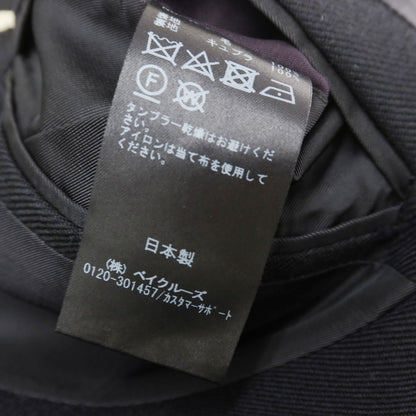 裏地
キュプラ 100%
F W
タンブラー乾燥はお避けくだ
さい。
アイロンは当て布を使用して
ください。
日本製
(株) ベイクルーズ
0120-301457/カスタマーサポート